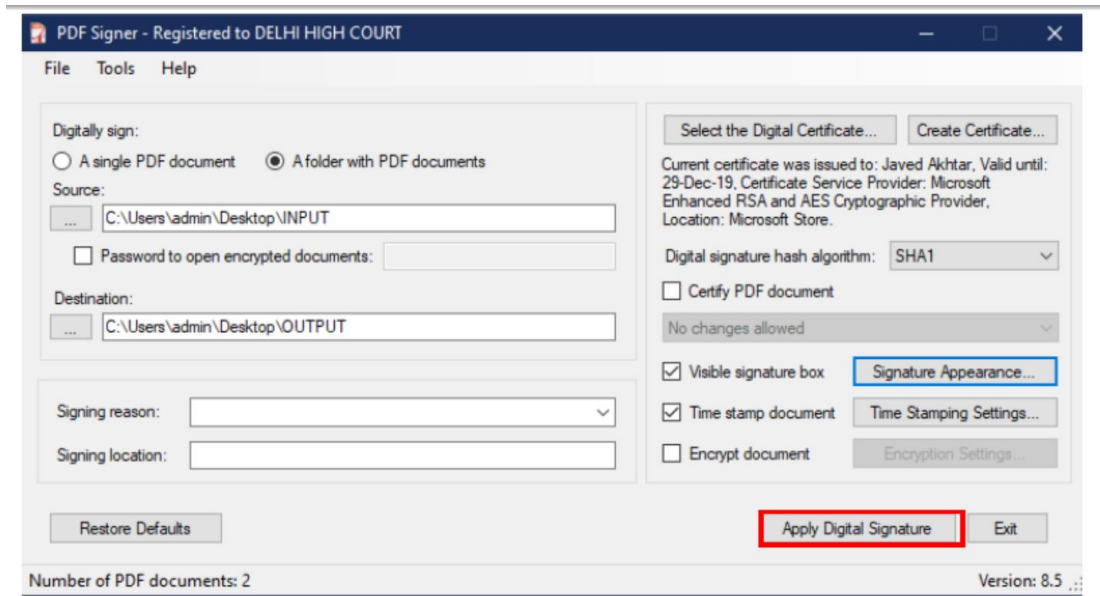 PDF Signer - Registered to DELHI HIGH COURT
File Tools Help
Digitally sign:
A single PDF document A folder with PDF documents
Source:
... C:\Users\admin\Desktop\INPUT
Password to open encrypted documents:
Destination:
... C:\Users\admin\Desktop\OUTPUT
Signing reason:
Signing location:
Select the Digital Certificate... Create Certificate...
Current certificate was issued to: Javed Akhtar, Valid until:
29-Dec-19, Certificate Service Provider: Microsoft
Enhanced RSA and AES Cryptographic Provider,
Location: Microsoft Store.
Digital signature hash algorithm: SHA1
Certify PDF document
No changes allowed
Visible signature box Signature Appearance...
Time stamp document Time Stamping Settings...
Encrypt document Encryption Settings...
Restore Defaults Apply Digital Signature Exit
Number of PDF documents: 2 Version: 8.5